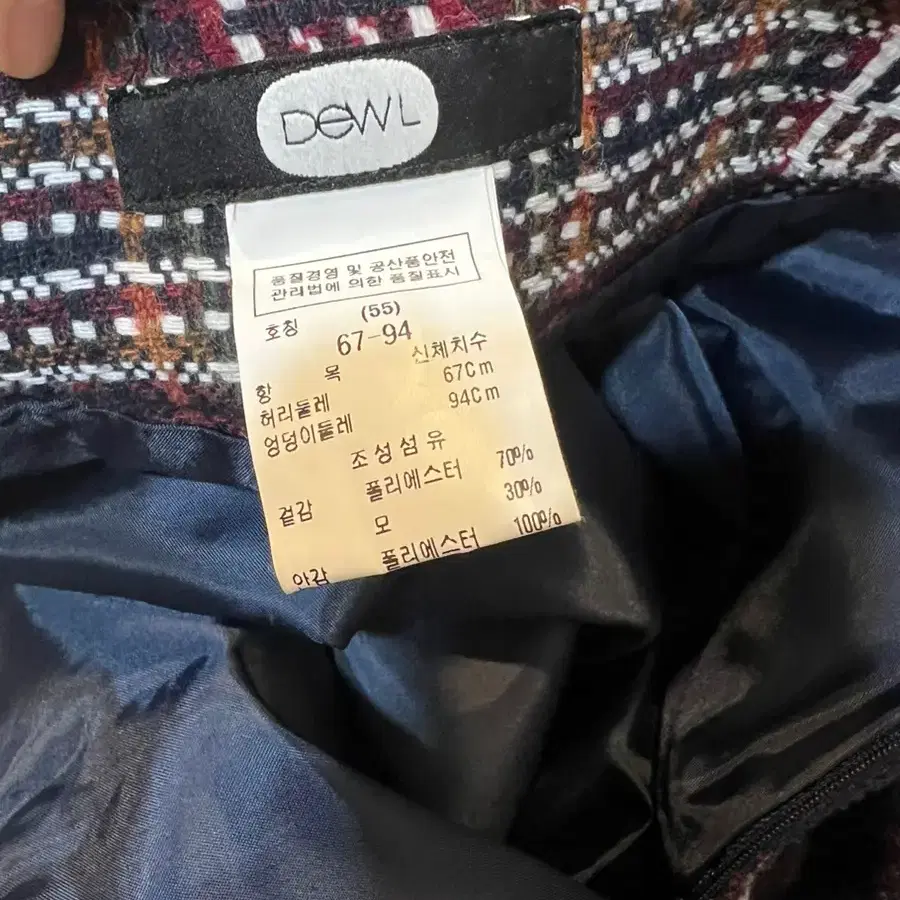 DewL
품질경영 및 공산품안전
관리법에 의한 품질표시
호칭 (55)
67-94
항 목 신체치수
허리둘레 67Cm
엉덩이둘레 94Cm
조성섬유
겉감 폴리에스터 70%
모 30%
안감 폴리에스터 100%